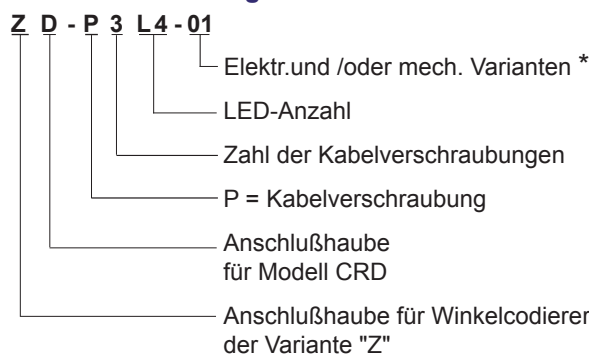 Z D - P 3 L4 - 01
Elektr.und /oder mech. Varianten *
LED-Anzahl
Zahl der Kabelverschraubungen
P = Kabelverschraubung
Anschlußhaube
für Modell CRD
Anschlußhaube für Winkelcodierer
der Variante "Z"